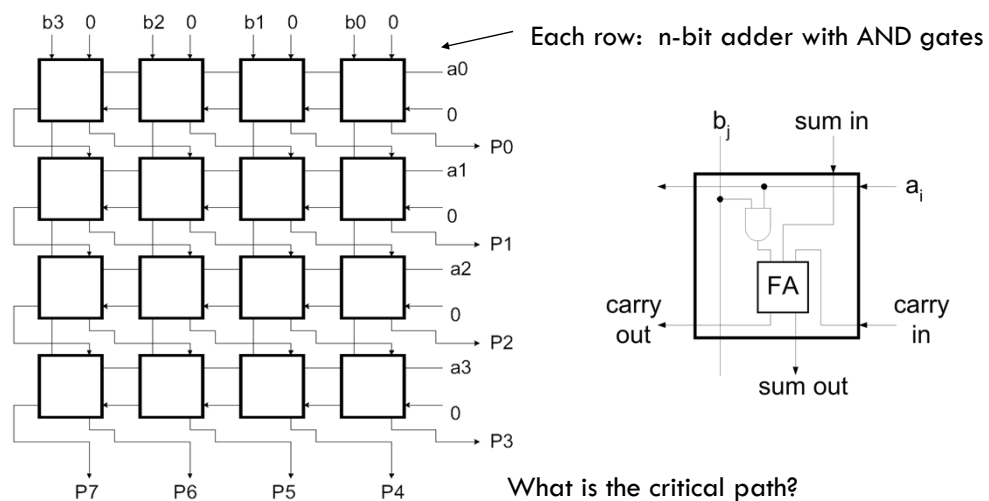 b3 0 b2 0 b1 0 b0 0
Each row: n-bit adder with AND gates
a0
0
P0
a1
0
P1
a2
0
P2
a3
0
P3
P7 P6 P5 P4
bj sum in
ai
FA
carry out
carry in
sum out
What is the critical path?